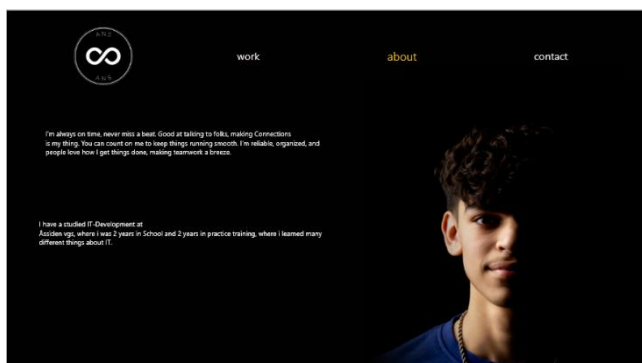 ANS
work
about
contact
ANS
I'm always on time, never miss a beat. Good at talking to folks, making Connections
is my thing. You can count on me to keep things running smooth. I'm reliable, organized, and
people love how I get things done, making teamwork a breeze.
I have a studied IT-Development at
Åssiden vgs, where i was 2 years in School and 2 years in practice training, where i learned many
different things about IT.